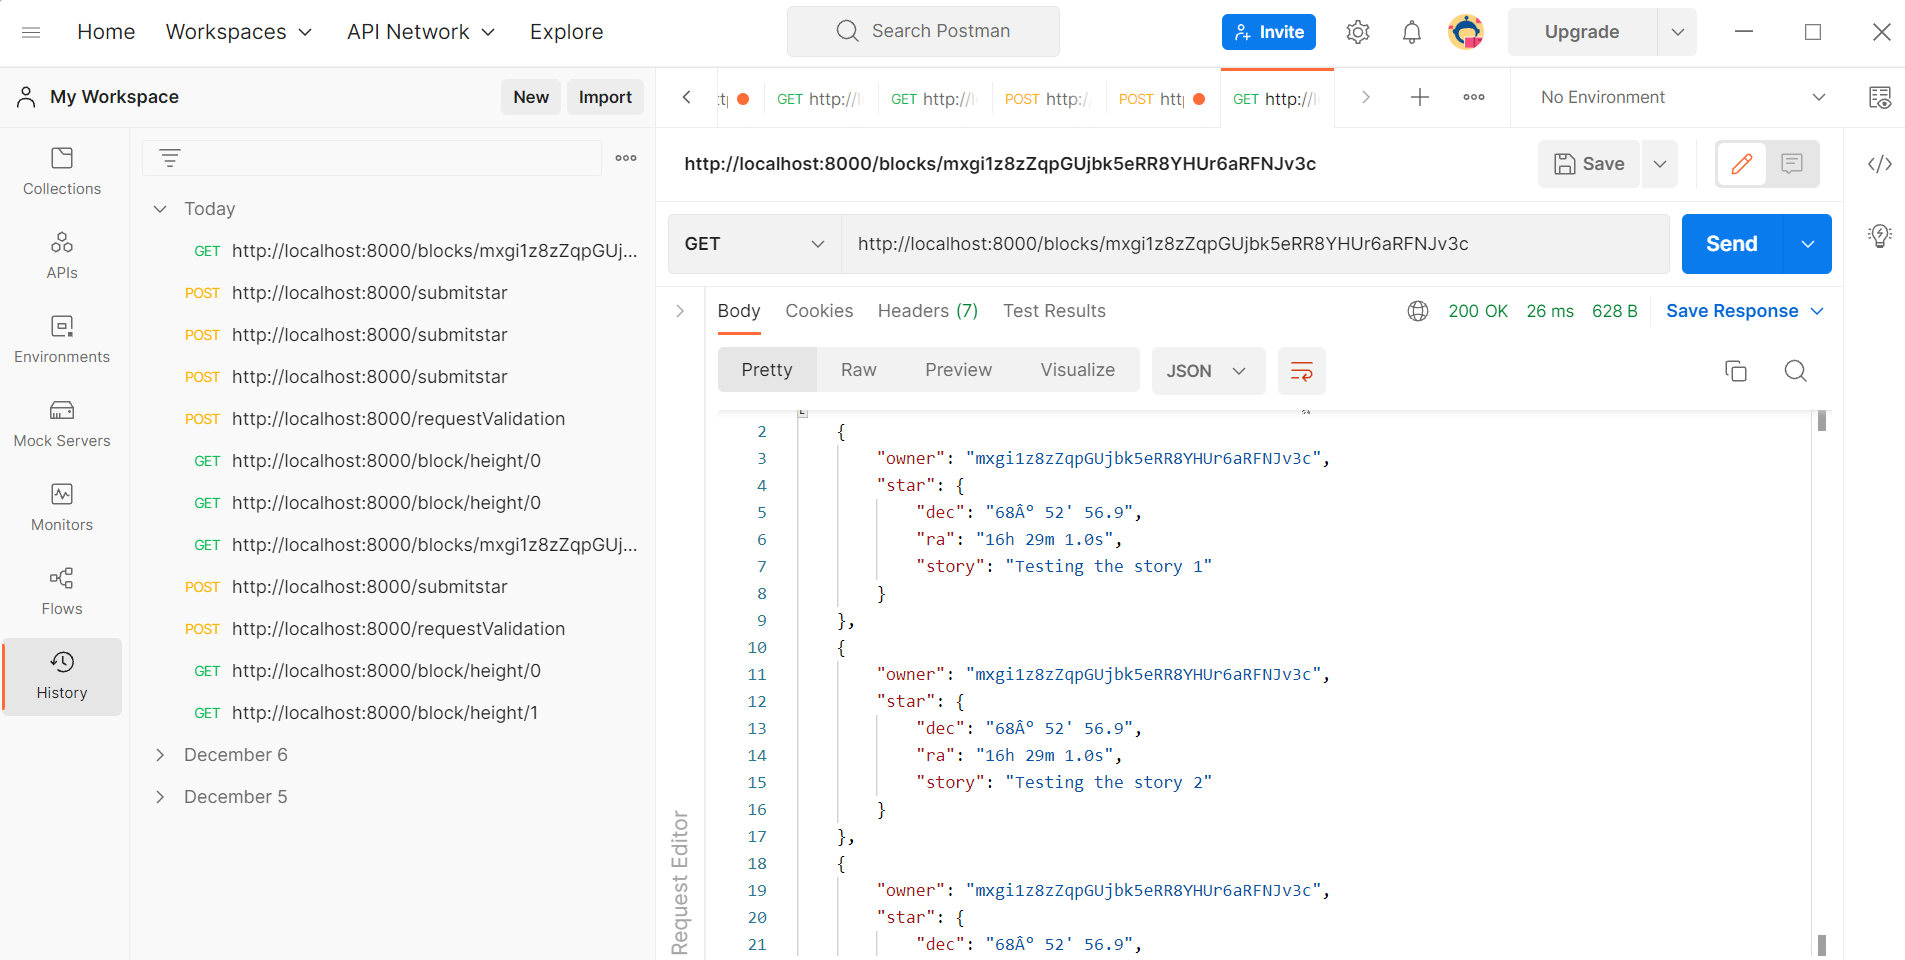 Home Workspaces API Network Explore Search Postman Invite Upgrade
My Workspace New Import
GET http://l GET http://l POST http:/ POST htt GET http://l No Environment
Collections
APIs
Environments
Mock Servers
Monitors
Flows
History
Today
GET http://localhost:8000/blocks/mxgi1z8zZqpGUj...
POST http://localhost:8000/submitstar
POST http://localhost:8000/submitstar
POST http://localhost:8000/submitstar
POST http://localhost:8000/requestValidation
GET http://localhost:8000/block/height/0
GET http://localhost:8000/block/height/0
GET http://localhost:8000/blocks/mxgi1z8zZqpGUj...
POST http://localhost:8000/submitstar
POST http://localhost:8000/requestValidation
GET http://localhost:8000/block/height/0
GET http://localhost:8000/block/height/1
December 6
December 5
http://localhost:8000/blocks/mxgi1z8zZqpGUjbk5eRR8YHUr6aRFNJv3c Save
GET http://localhost:8000/blocks/mxgi1z8zZqpGUjbk5eRR8YHUr6aRFNJv3c Send
Body Cookies Headers (7) Test Results 200 OK 26 ms 628 B Save Response
Pretty Raw Preview Visualize JSON
2 {
3 "owner": "mxgi1z8zZqpGUjbk5eRR8YHUr6aRFNJv3c",
4 "star": {
5 "dec": "68Âº 52' 56.9",
6 "ra": "16h 29m 1.0s",
7 "story": "Testing the story 1"
8 }
9 },
10 {
11 "owner": "mxgi1z8zZqpGUjbk5eRR8YHUr6aRFNJv3c",
12 "star": {
13 "dec": "68Âº 52' 56.9",
14 "ra": "16h 29m 1.0s",
15 "story": "Testing the story 2"
16 }
17 },
18 {
19 "owner": "mxgi1z8zZqpGUjbk5eRR8YHUr6aRFNJv3c",
20 "star": {
21 "dec": "68Âº 52' 56.9",
Request Editor